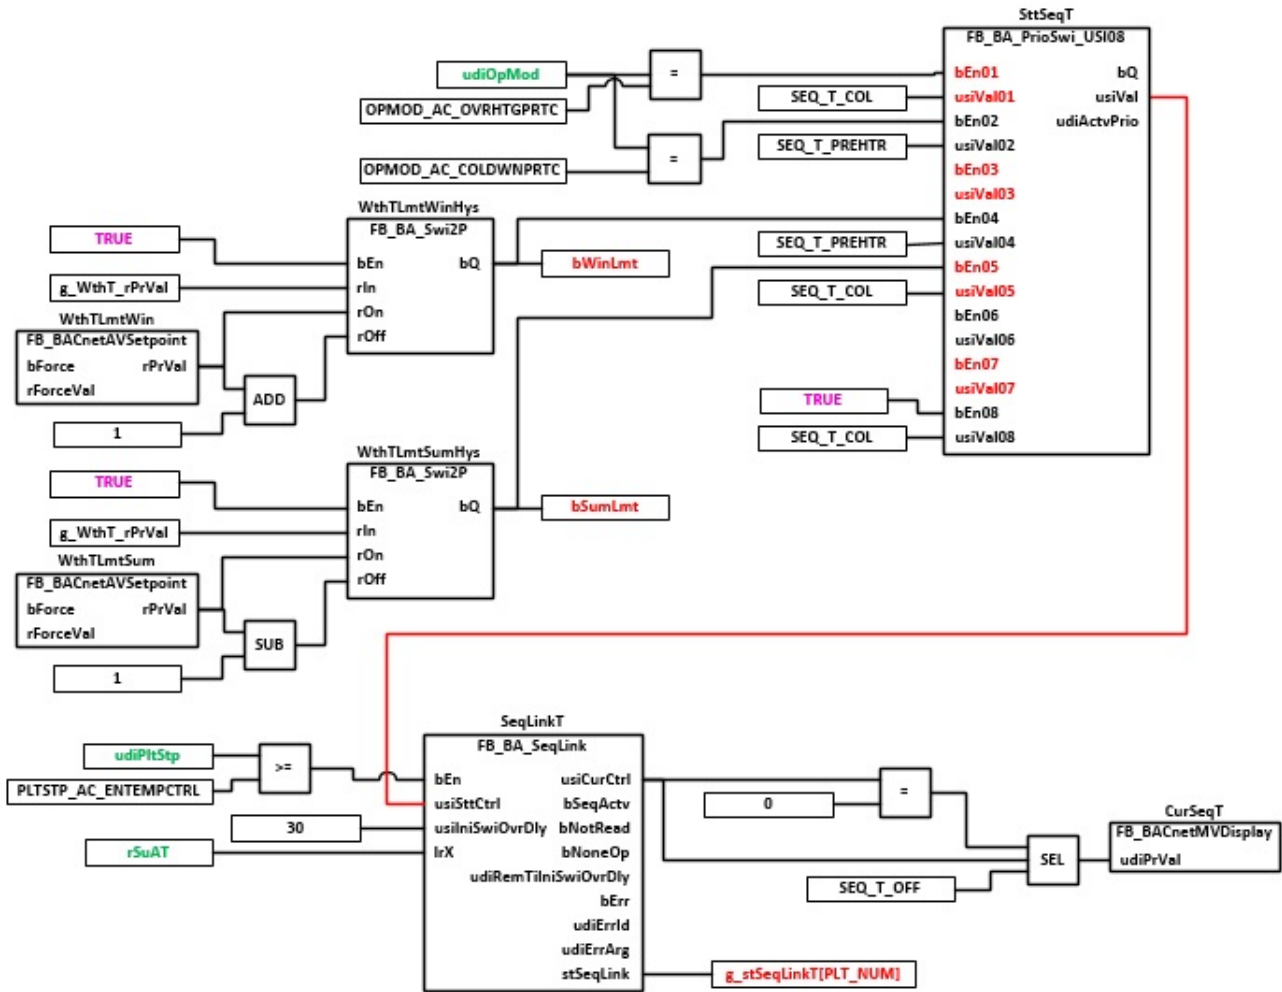 SttSeqT
FB_BA_PrioSwi_USI08
udiOpMod
=
bEn01
bQ
OPMOD_AC_OVRHTGPRTC
SEQ_T_COL
usiVal01
usiVal
bEn02
udiActvPrio
OPMOD_AC_COLDWNPRTC
=
SEQ_T_PREHTR
usiVal02
bEn03
usiVal03
WthTLmtWinHys
FB_BA_Swi2P
bEn04
TRUE
SEQ_T_PREHTR
usiVal04
bEn
bQ
bWinLmt
bEn05
g_WthT_rPrVal
rIn
SEQ_T_COL
usiVal05
WthTLmtWin
rOn
bEn06
FB_BACnetAVSetpoint
rOff
usiVal06
bForce
rPrVal
bEn07
rForceVal
usiVal07
ADD
TRUE
bEn08
1
SEQ_T_COL
usiVal08
WthTLmtSumHys
FB_BA_Swi2P
TRUE
bEn
bQ
bSumLmt
g_WthT_rPrVal
rIn
WthTLmtSum
rOn
FB_BACnetAVSetpoint
rOff
bForce
rPrVal
rForceVal
SUB
1
SeqLinkT
FB_BA_SeqLink
udiPltStp
>=
bEn
usiCurCtrl
=
PLTSTP_AC_ENTEMPCTRL
usiSttCtrl
bSeqActv
0
CurSeqT
30
usiIniSwiOvrDly
bNotRead
FB_BACnetMVDisplay
rSuAT
lrX
bNoneOp
SEL
udiPrVal
udiRemTiIniSwiOvrDly
SEQ_T_OFF
bErr
udiErrId
udiErrArg
stSeqLink
g_stSeqLinkT[PLT_NUM]